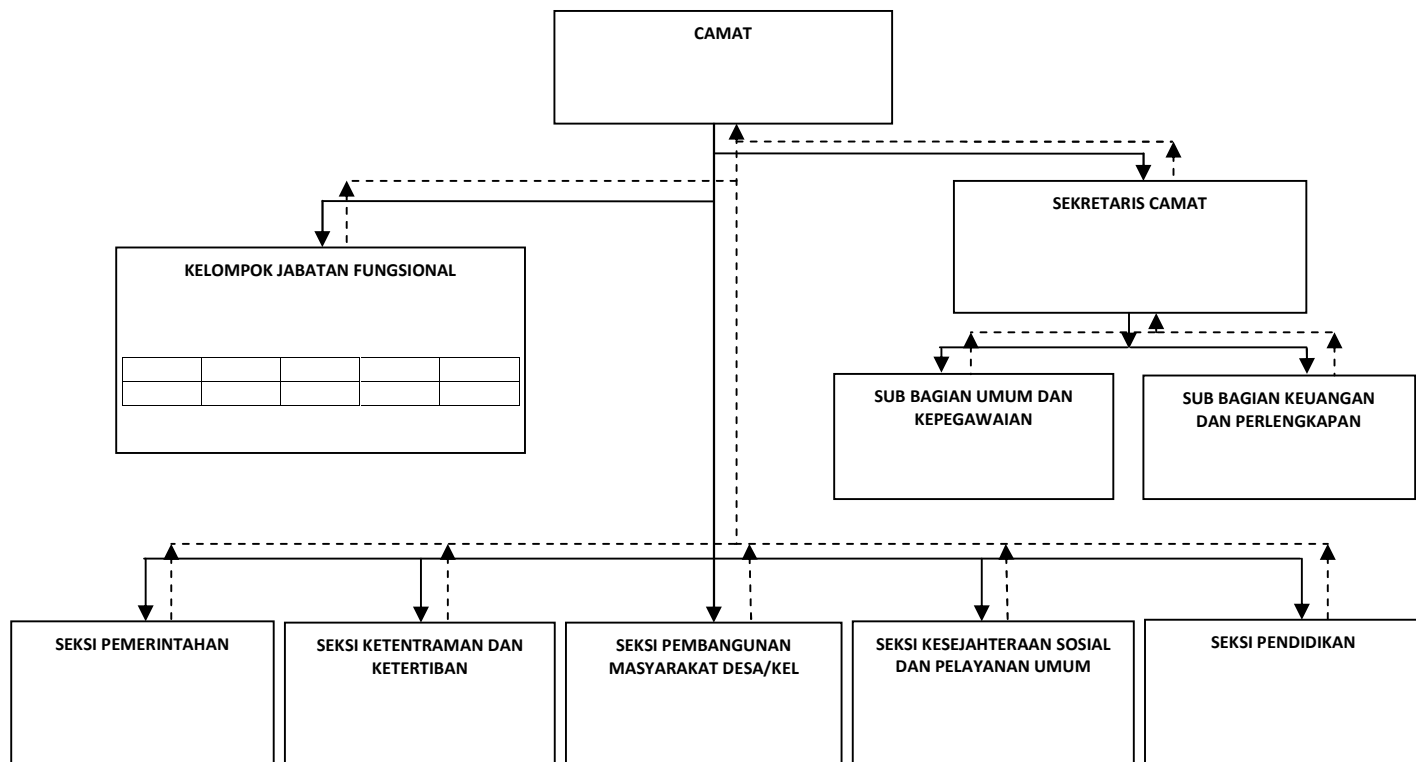 CAMAT
SEKRETARIS CAMAT
KELOMPOK JABATAN FUNGSIONAL
SUB BAGIAN UMUM DAN
KEPEGAWAIAN
SUB BAGIAN KEUANGAN
DAN PERLENGKAPAN
SEKSI PEMERINTAHAN
SEKSI KETENTRAMAN DAN
KETERTIBAN
SEKSI PEMBANGUNAN
MASYARAKAT DESA/KEL
SEKSI KESEJAHTERAAN SOSIAL
DAN PELAYANAN UMUM
SEKSI PENDIDIKAN